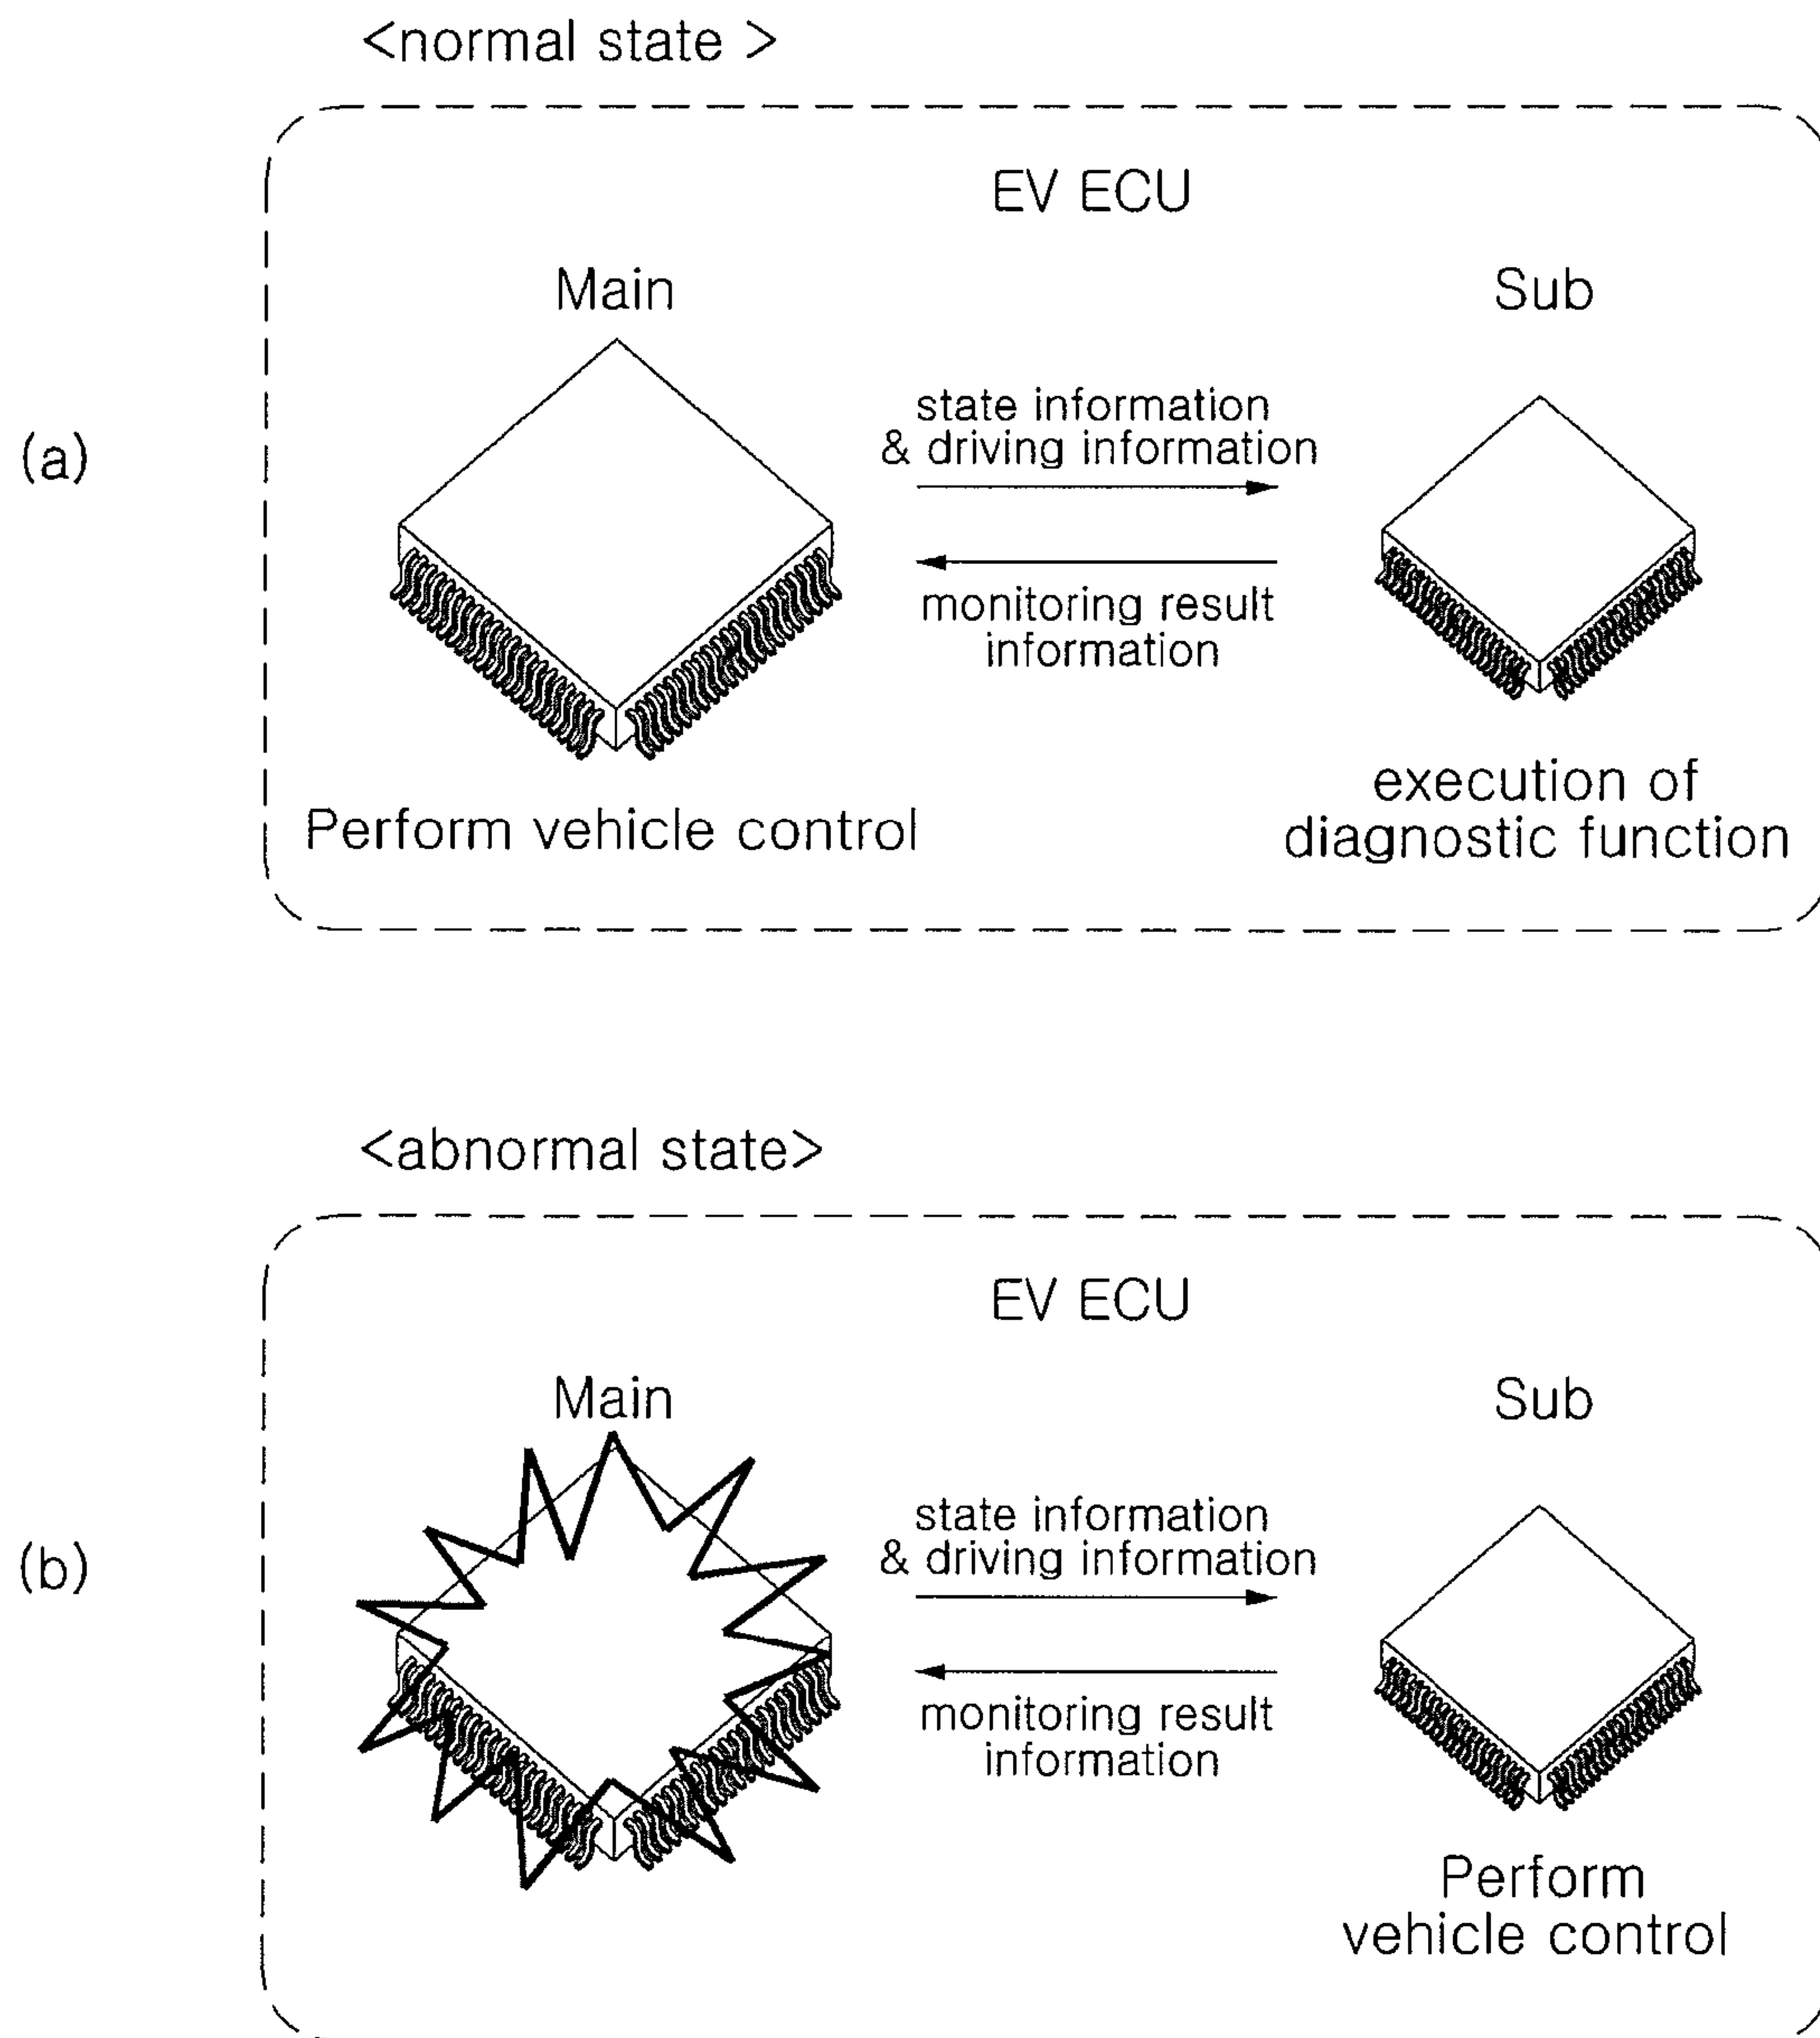 <normal state >
EV ECU
Main
Sub
(a)
state information
& driving information
monitoring result
information
Perform vehicle control
execution of
diagnostic function
<abnormal state>
EV ECU
Main
Sub
(b)
state information
& driving information
monitoring result
information
Perform
vehicle control